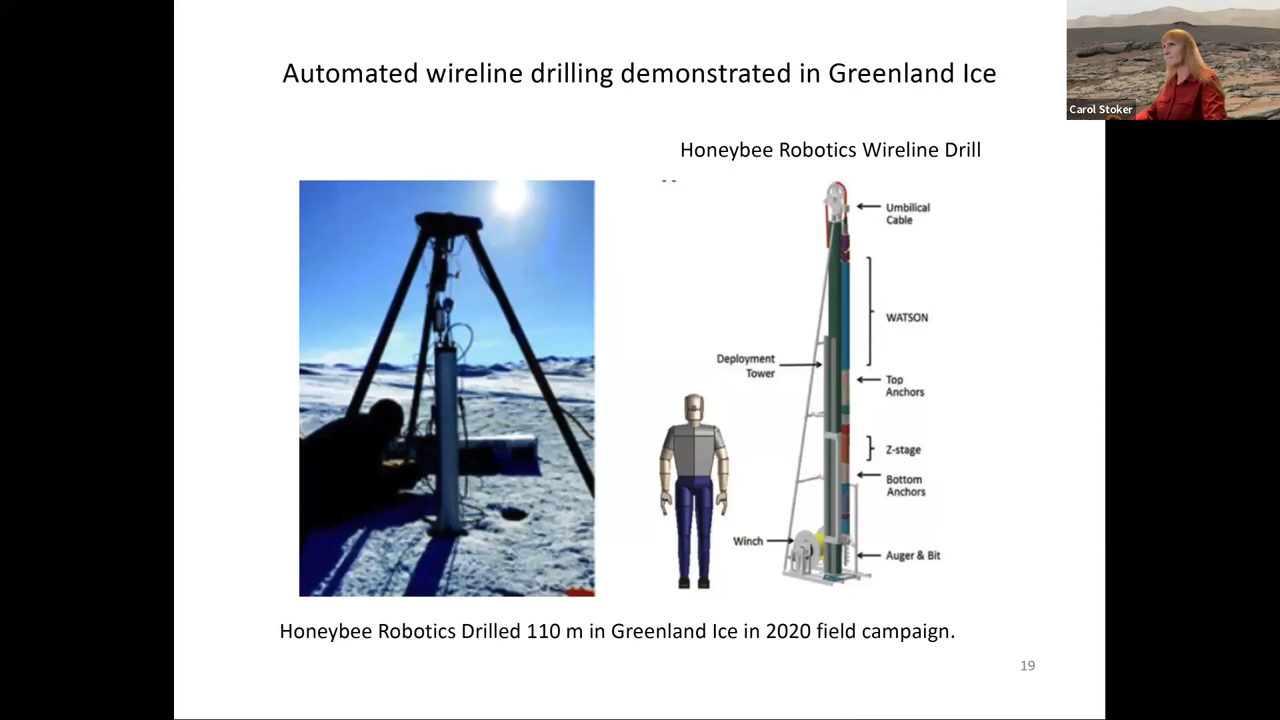 Automated wireline drilling demonstrated in Greenland Ice
Carol Stoker
Honeybee Robotics Wireline Drill
Umbilical
Cable
WATSON
Deployment
Tower
Top
Anchors
Z-stage
Bottom
Anchors
Winch
Auger & Bit
Honeybee Robotics Drilled 110 m in Greenland Ice in 2020 field campaign.
19